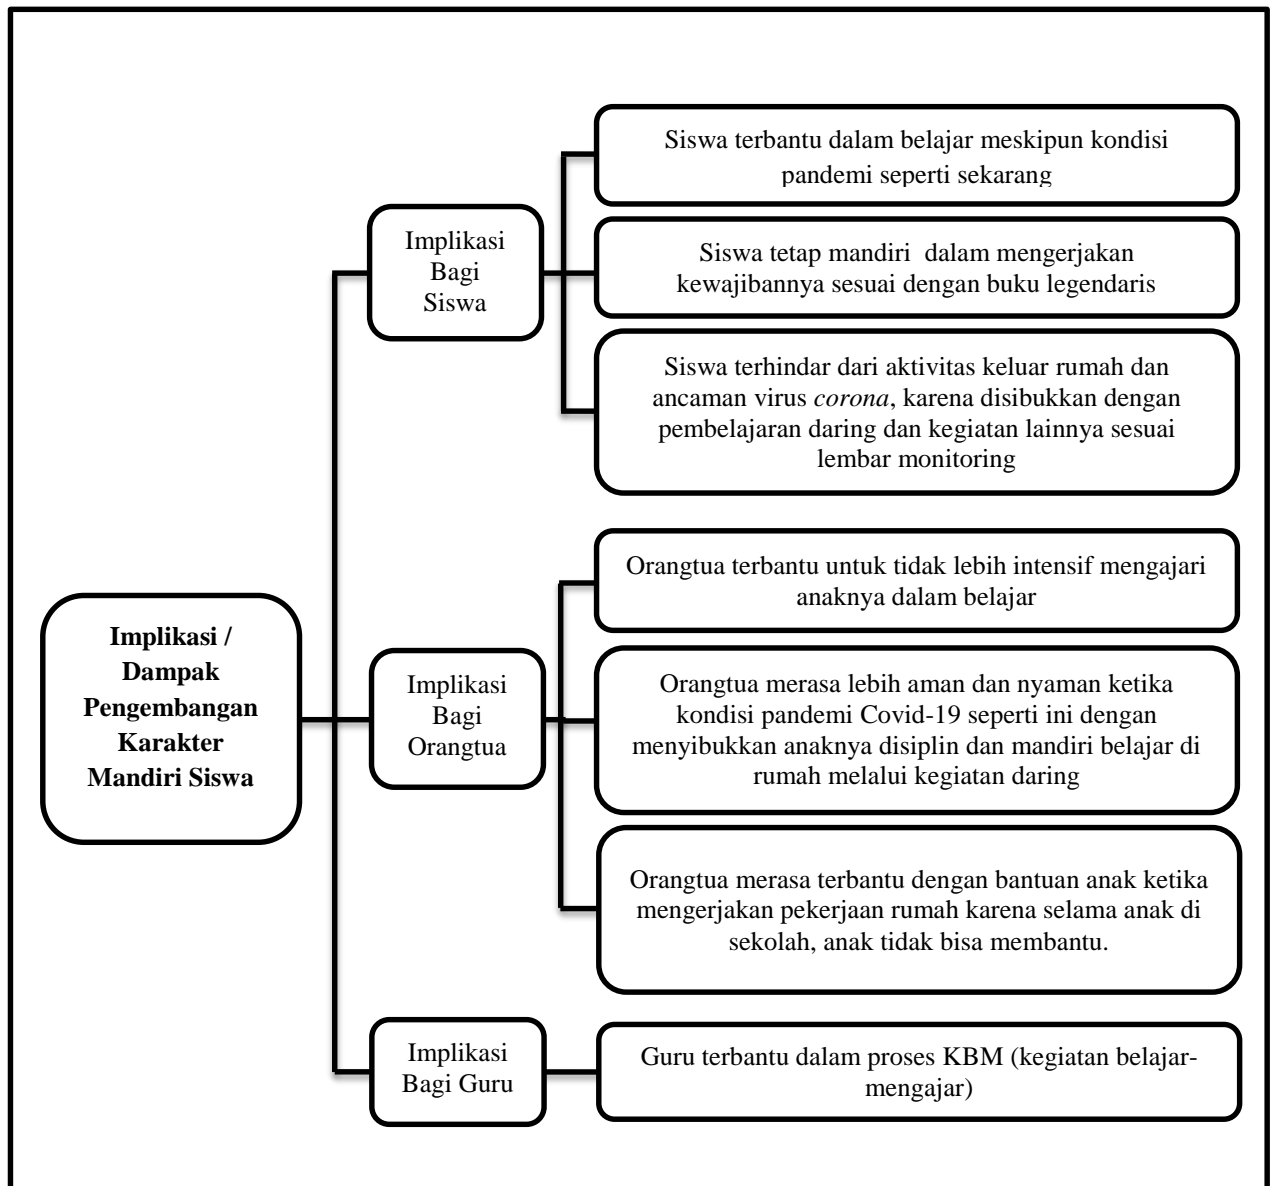 Implikasi /
Dampak
Pengembangan
Karakter
Mandiri Siswa
Implikasi
Bagi
Siswa
Siswa terbantu dalam belajar meskipun kondisi
pandemi seperti sekarang
Siswa tetap mandiri dalam mengerjakan
kewajibannya sesuai dengan buku legendaris
Siswa terhindar dari aktivitas keluar rumah dan
ancaman virus corona, karena disibukkan dengan
pembelajaran daring dan kegiatan lainnya sesuai
lembar monitoring
Implikasi
Bagi
Orangtua
Orangtua terbantu untuk tidak lebih intensif mengajari
anaknya dalam belajar
Orangtua merasa lebih aman dan nyaman ketika
kondisi pandemi Covid-19 seperti ini dengan
menyibukkan anaknya disiplin dan mandiri belajar di
rumah melalui kegiatan daring
Orangtua merasa terbantu dengan bantuan anak ketika
mengerjakan pekerjaan rumah karena selama anak di
sekolah, anak tidak bisa membantu.
Implikasi
Bagi Guru
Guru terbantu dalam proses KBM (kegiatan belajar-
mengajar)